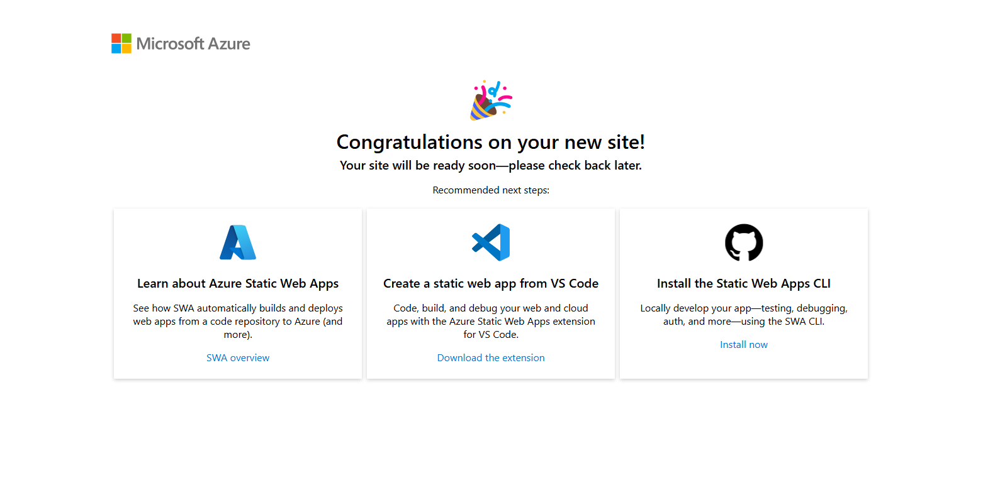 Microsoft Azure
Congratulations on your new site!
Your site will be ready soon—please check back later.
Recommended next steps:
Learn about Azure Static Web Apps
See how SWA automatically builds and deploys
web apps from a code repository to Azure (and
more).
SWA overview
Create a static web app from VS Code
Code, build, and debug your web and cloud
apps with the Azure Static Web Apps extension
for VS Code.
Download the extension
Install the Static Web Apps CLI
Locally develop your app—testing, debugging,
auth, and more—using the SWA CLI.
Install now